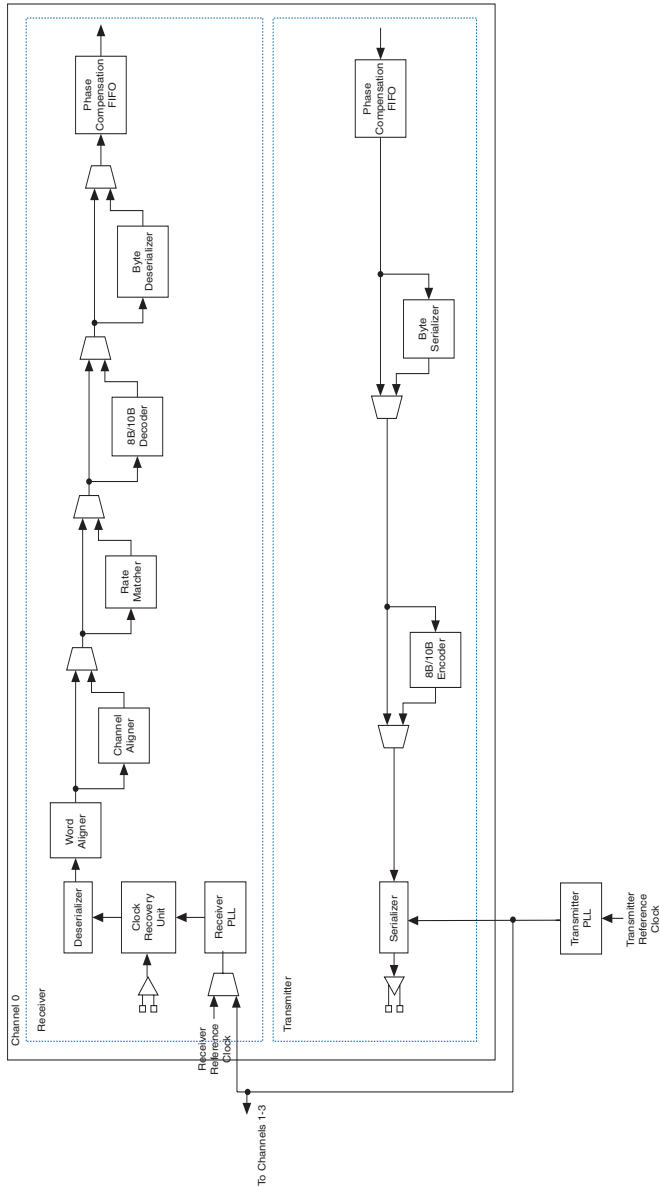 Channel 0
Receiver
Deserializer
Word
Aligner
Channel
Aligner
Rate
Matcher
8B/10B
Decoder
Byte
Deserializer
Phase
Compensation
FIFO
Clock
Recovery
Unit
Receiver
PLL
Receiver
Reference
Clock
Transmitter
Serializer
8B/10B
Encoder
Byte
Serializer
Phase
Compensation
FIFO
Transmitter
PLL
Transmitter
Reference
Clock
To Channels 1-3